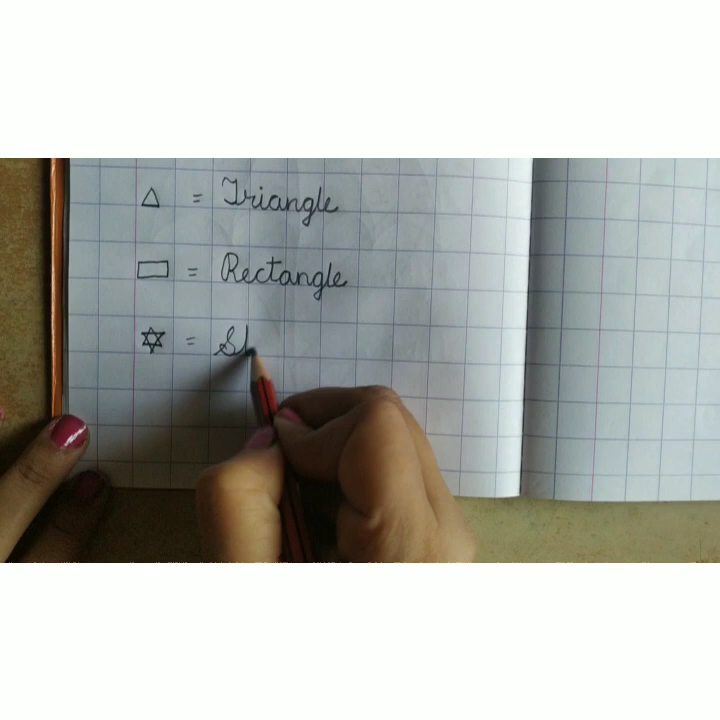 △ = Triangle
▭ = Rectangle
✡ = S